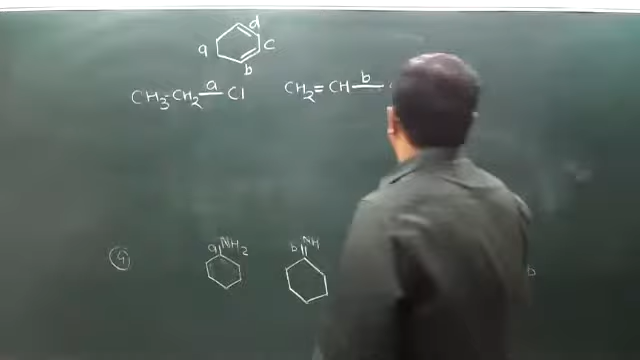 d
a c
b
CH3-CH2 —a— Cl CH2=CH —b—
a NH2 b NH